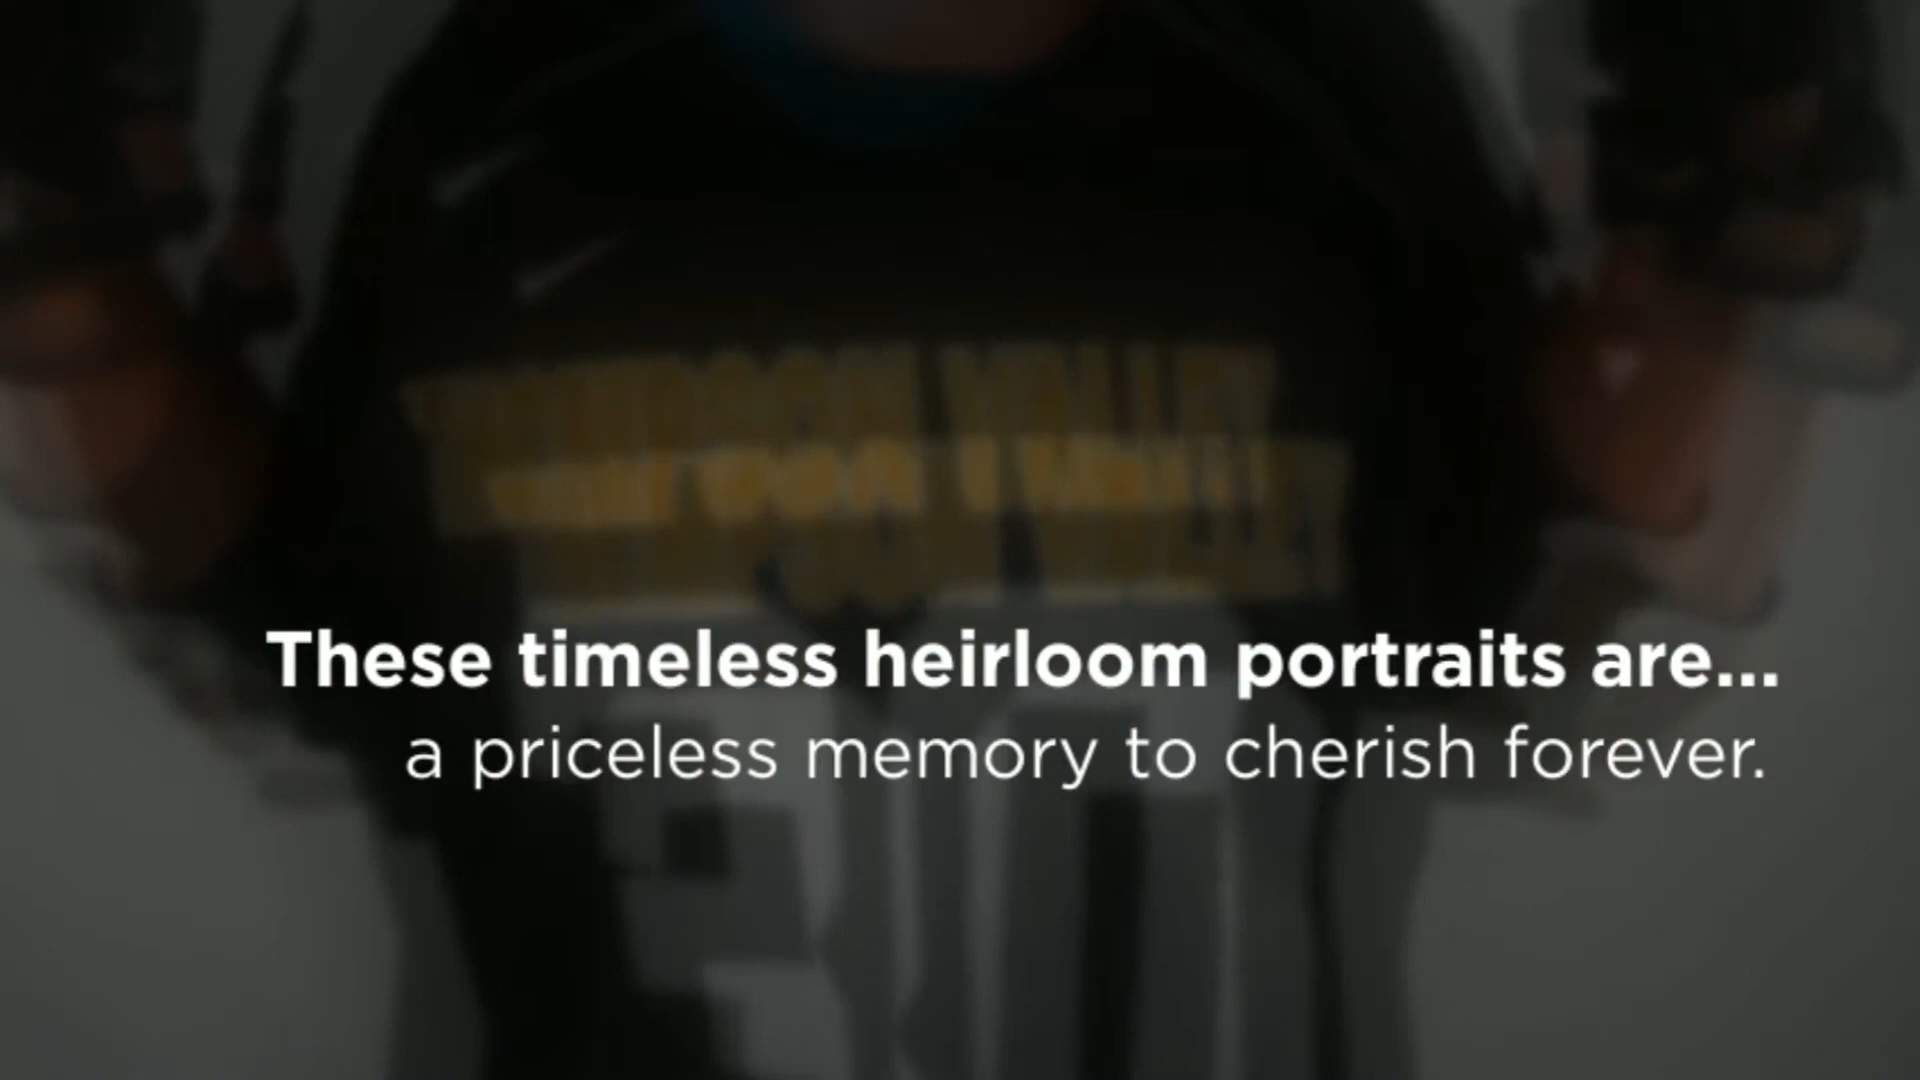 These timeless heirloom portraits are...
a priceless memory to cherish forever.